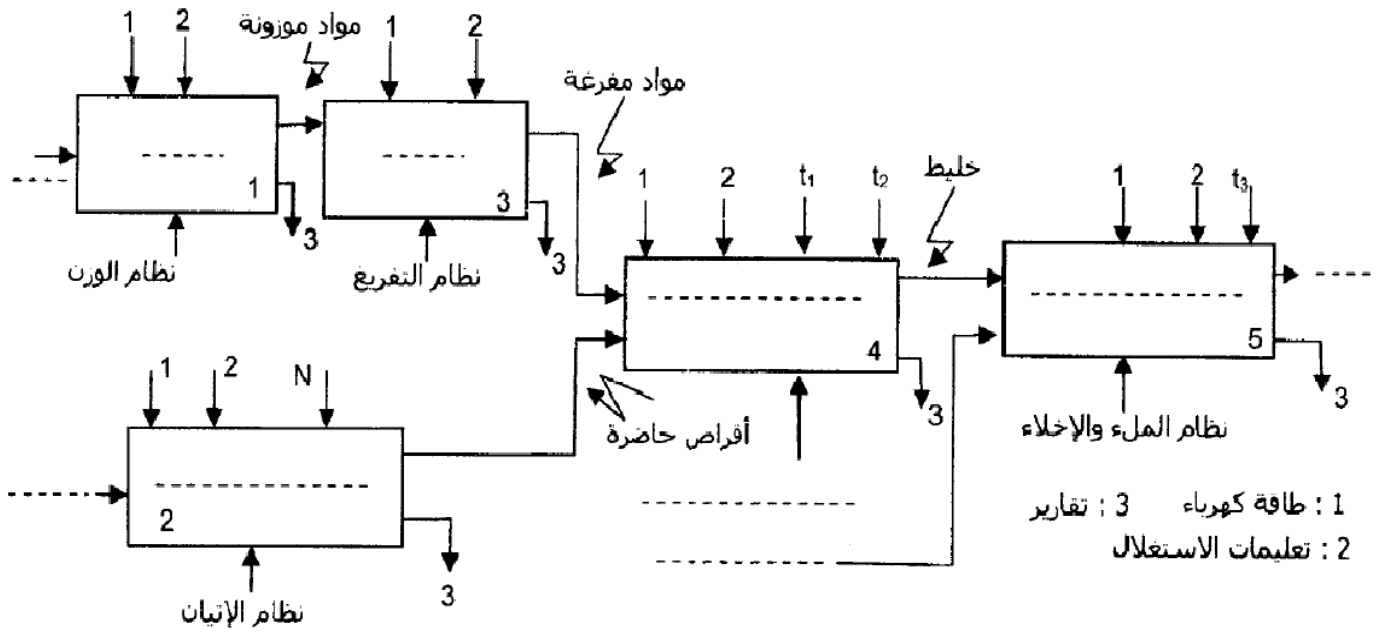 1 2 مواد موزونة 1 2
مواد مفرغة
1 3
3 3
نظام الوزن نظام التفريغ
1 2 t₁ t₂ خليط 1 2 t₃
4 5
3 3
1 2 N
2
3
أقراص حاضرة
نظام الملء والإخلاء
نظام الإتيان
1 : طاقة كهرباء 3 : تقارير
2 : تعليمات الاستغلال